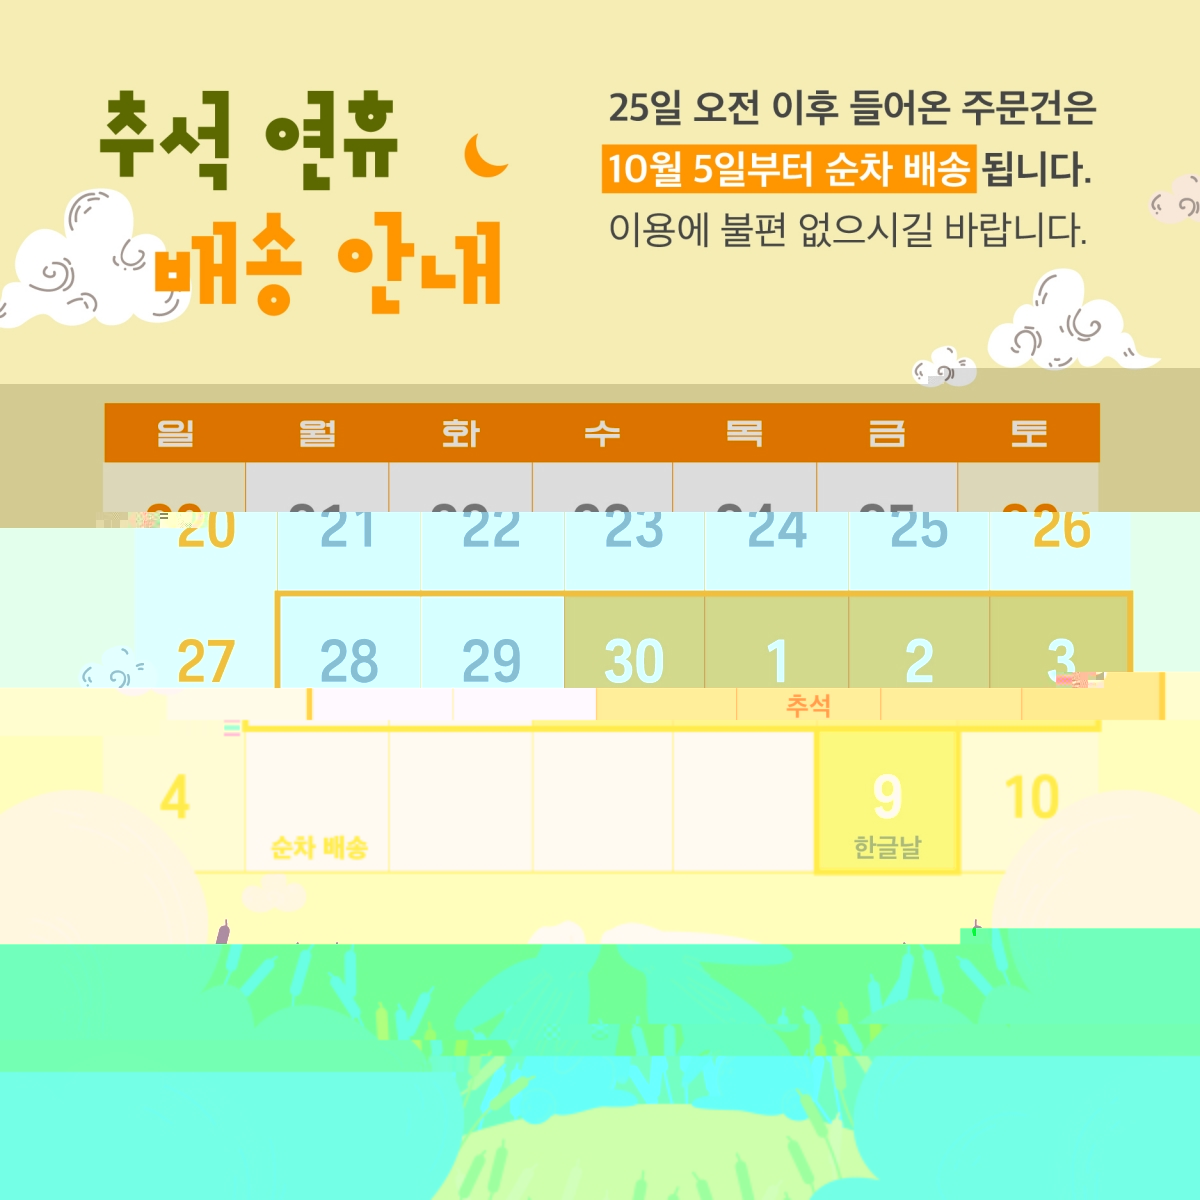 추석 연휴
배송 안내
25일 오전 이후 들어온 주문건은
10월 5일부터 순차 배송 됩니다.
이용에 불편 없으시길 바랍니다.
일 월 화 수 목 금 토
20 21 22 23 24 25 26
27 28 29 30 1 2 3
추석
4 9 10
순차 배송 한글날